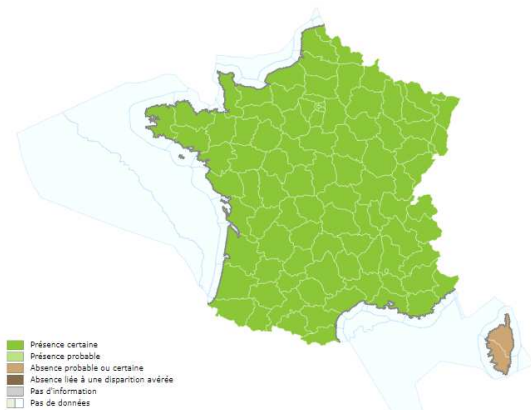 Présence certaine
Présence probable
Absence probable ou certaine
Absence liée à une disparition avérée
Pas d'information
Pas de données